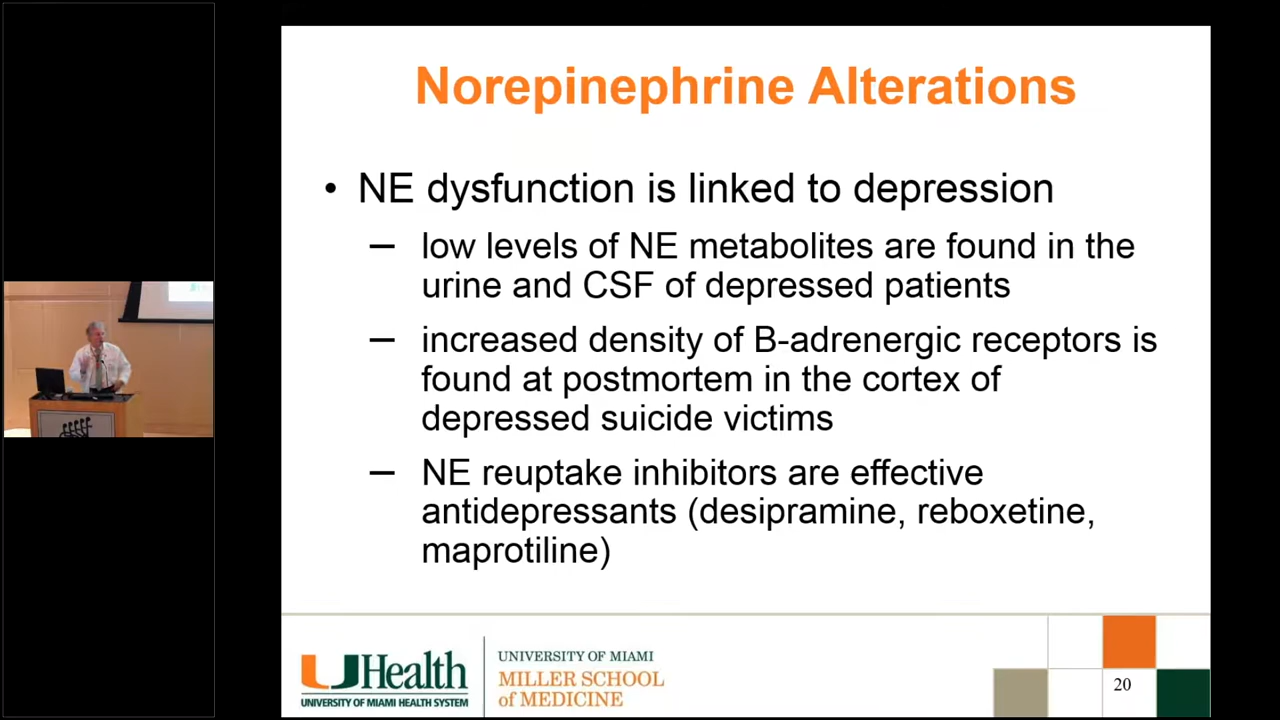 Norepinephrine Alterations
• NE dysfunction is linked to depression
– low levels of NE metabolites are found in the
urine and CSF of depressed patients
– increased density of B-adrenergic receptors is
found at postmortem in the cortex of
depressed suicide victims
– NE reuptake inhibitors are effective
antidepressants (desipramine, reboxetine,
maprotiline)
UHealth
UNIVERSITY OF MIAMI HEALTH SYSTEM
UNIVERSITY OF MIAMI
MILLER SCHOOL
of MEDICINE
20